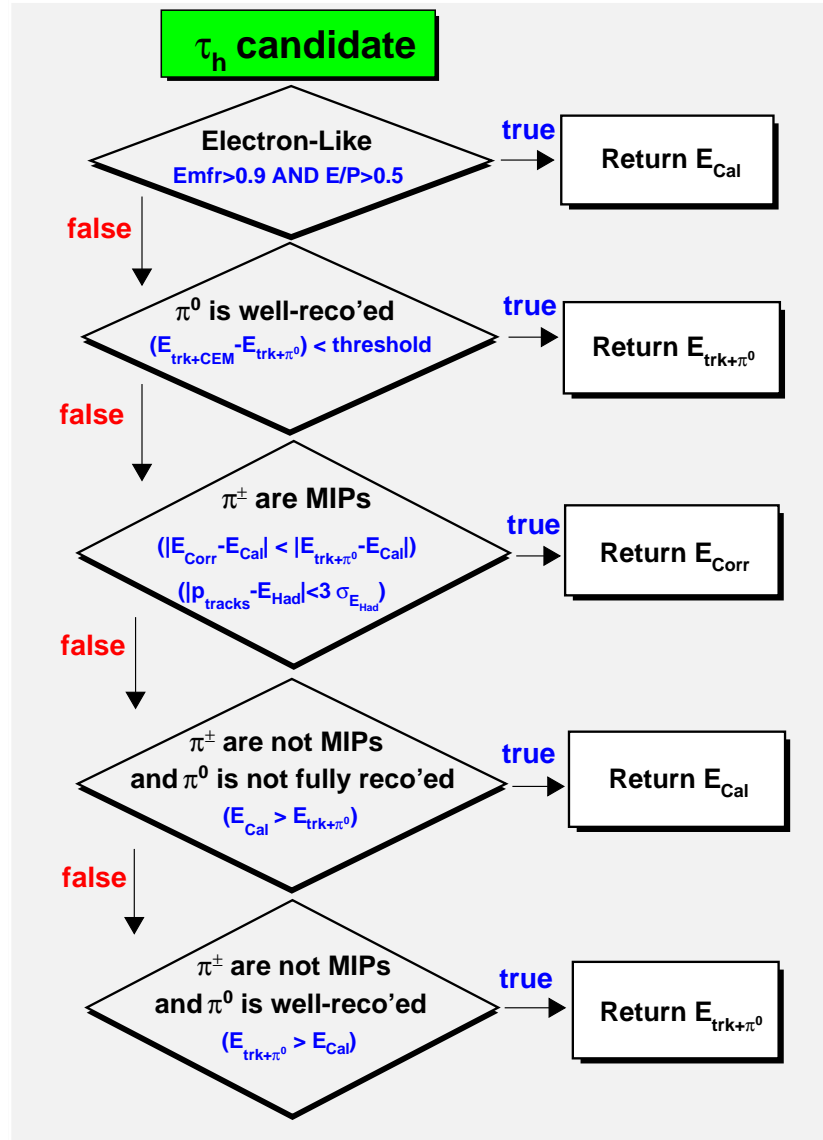 τh candidate
Electron-Like
Emfr>0.9 AND E/P>0.5
true
Return ECal
false
π0 is well-reco'ed
(Etrk+CEM-Etrk+π0) < threshold
true
Return Etrk+π0
false
π± are MIPs
(|ECorr-ECal| < |Etrk+π0-ECal|)
(|ptracks-EHad|<3 σEHad)
true
Return ECorr
false
π± are not MIPs
and π0 is not fully reco'ed
(ECal > Etrk+π0)
true
Return ECal
false
π± are not MIPs
and π0 is well-reco'ed
(Etrk+π0 > ECal)
true
Return Etrk+π0